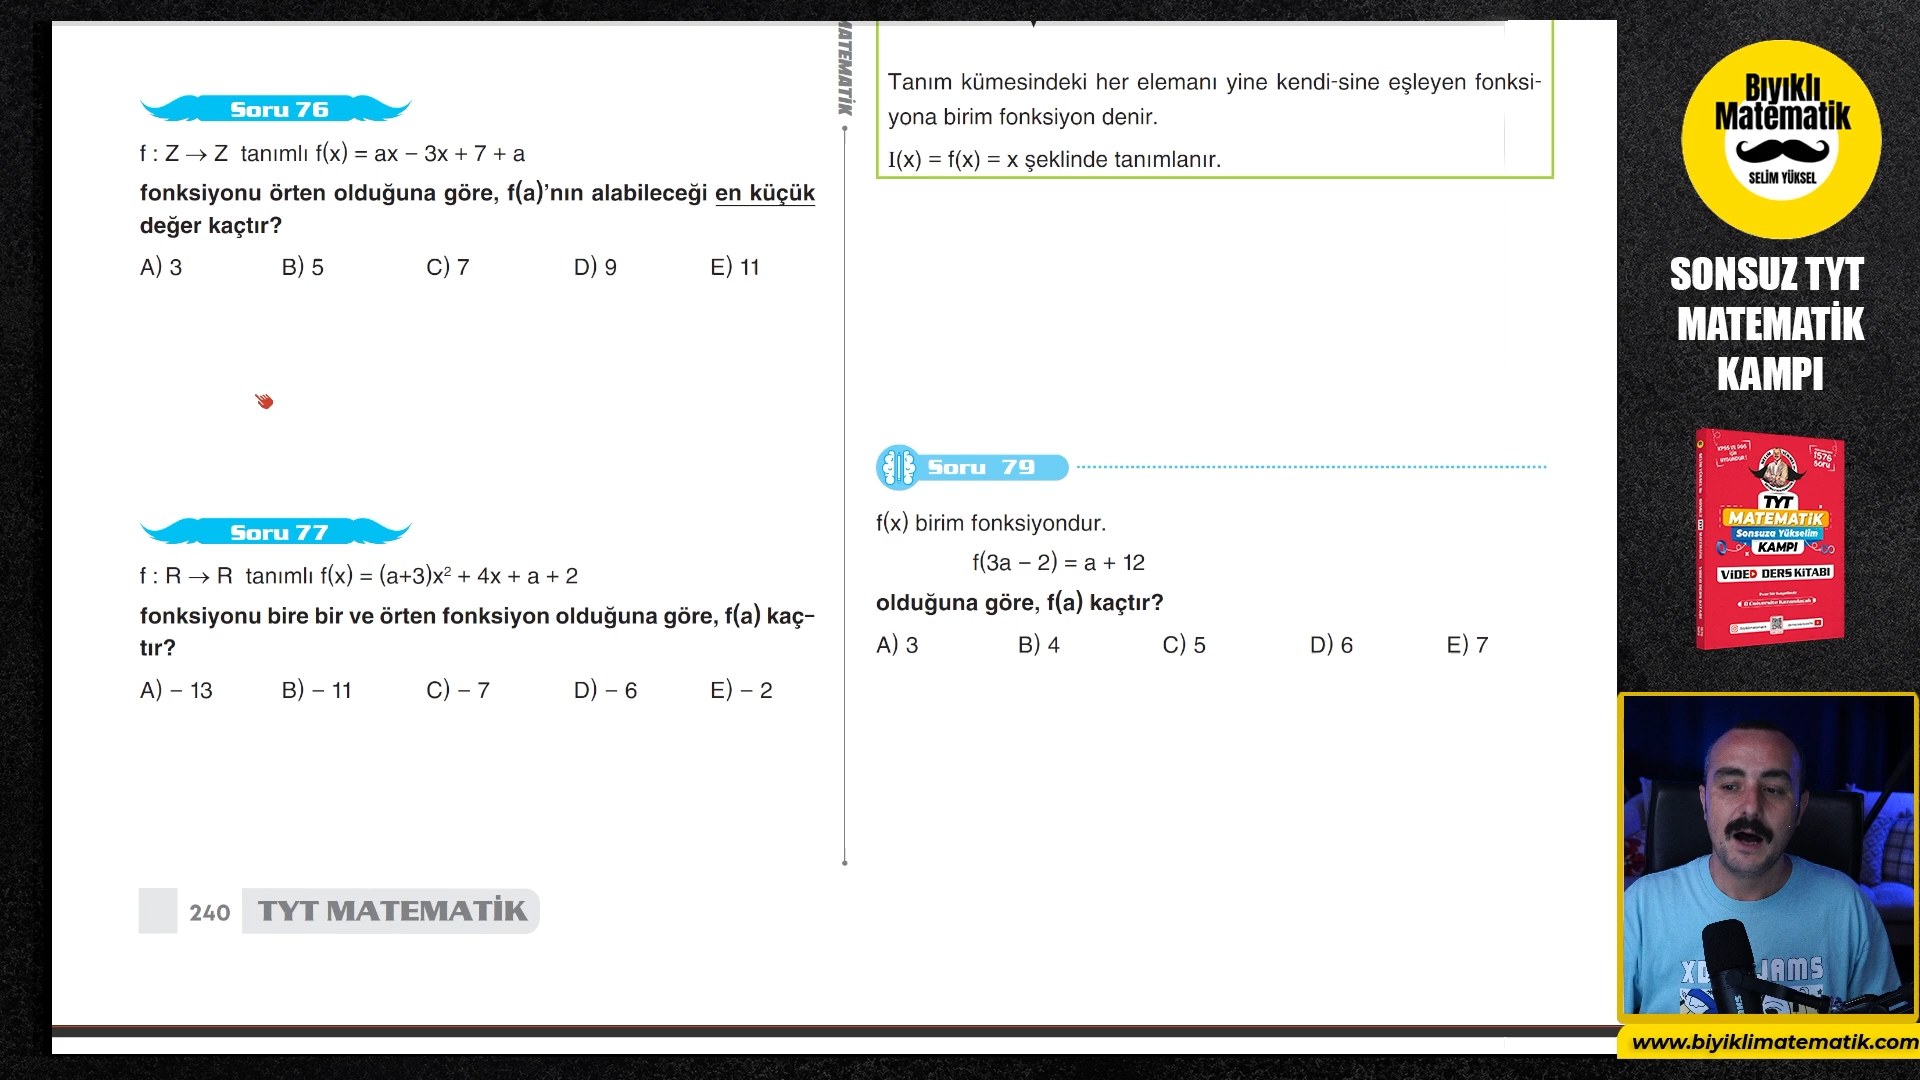 Soru 76
f : Z → Z tanımlı f(x) = ax − 3x + 7 + a
fonksiyonu örten olduğuna göre, f(a)’nın alabileceği en küçük
değer kaçtır?
A) 3 B) 5 C) 7 D) 9 E) 11
Soru 77
f : R → R tanımlı f(x) = (a+3)x² + 4x + a + 2
fonksiyonu bire bir ve örten fonksiyon olduğuna göre, f(a) kaç–
tır?
A) – 13 B) – 11 C) – 7 D) – 6 E) – 2
240 TYT MATEMATİK
Tanım kümesindeki her elemanı yine kendi-sine eşleyen fonksi-
yona birim fonksiyon denir.
I(x) = f(x) = x şeklinde tanımlanır.
Soru 79
f(x) birim fonksiyondur.
f(3a − 2) = a + 12
olduğuna göre, f(a) kaçtır?
A) 3 B) 4 C) 5 D) 6 E) 7
Bıyıklı
Matematik
SELİM YÜKSEL
SONSUZ TYT
MATEMATİK
KAMPI
1576
TYT
MATEMATİK
Sonsuza Yükselim
KAMPI
VİDEO DERS KİTABI
www.biyiklimatematik.com